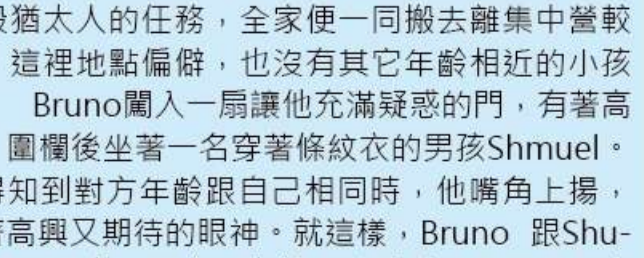 猶太人的任務，全家便一同搬去離集中營較
這裡地點偏僻，也沒有其它年齡相近的小孩
Bruno闖入一扇讓他充滿疑惑的門，有著高
圍欄後坐著一名穿著條紋衣的男孩Shmuel。
知到對方年齡跟自己相同時，他嘴角上揚，
高興又期待的眼神。就這樣，Bruno 跟Shu-